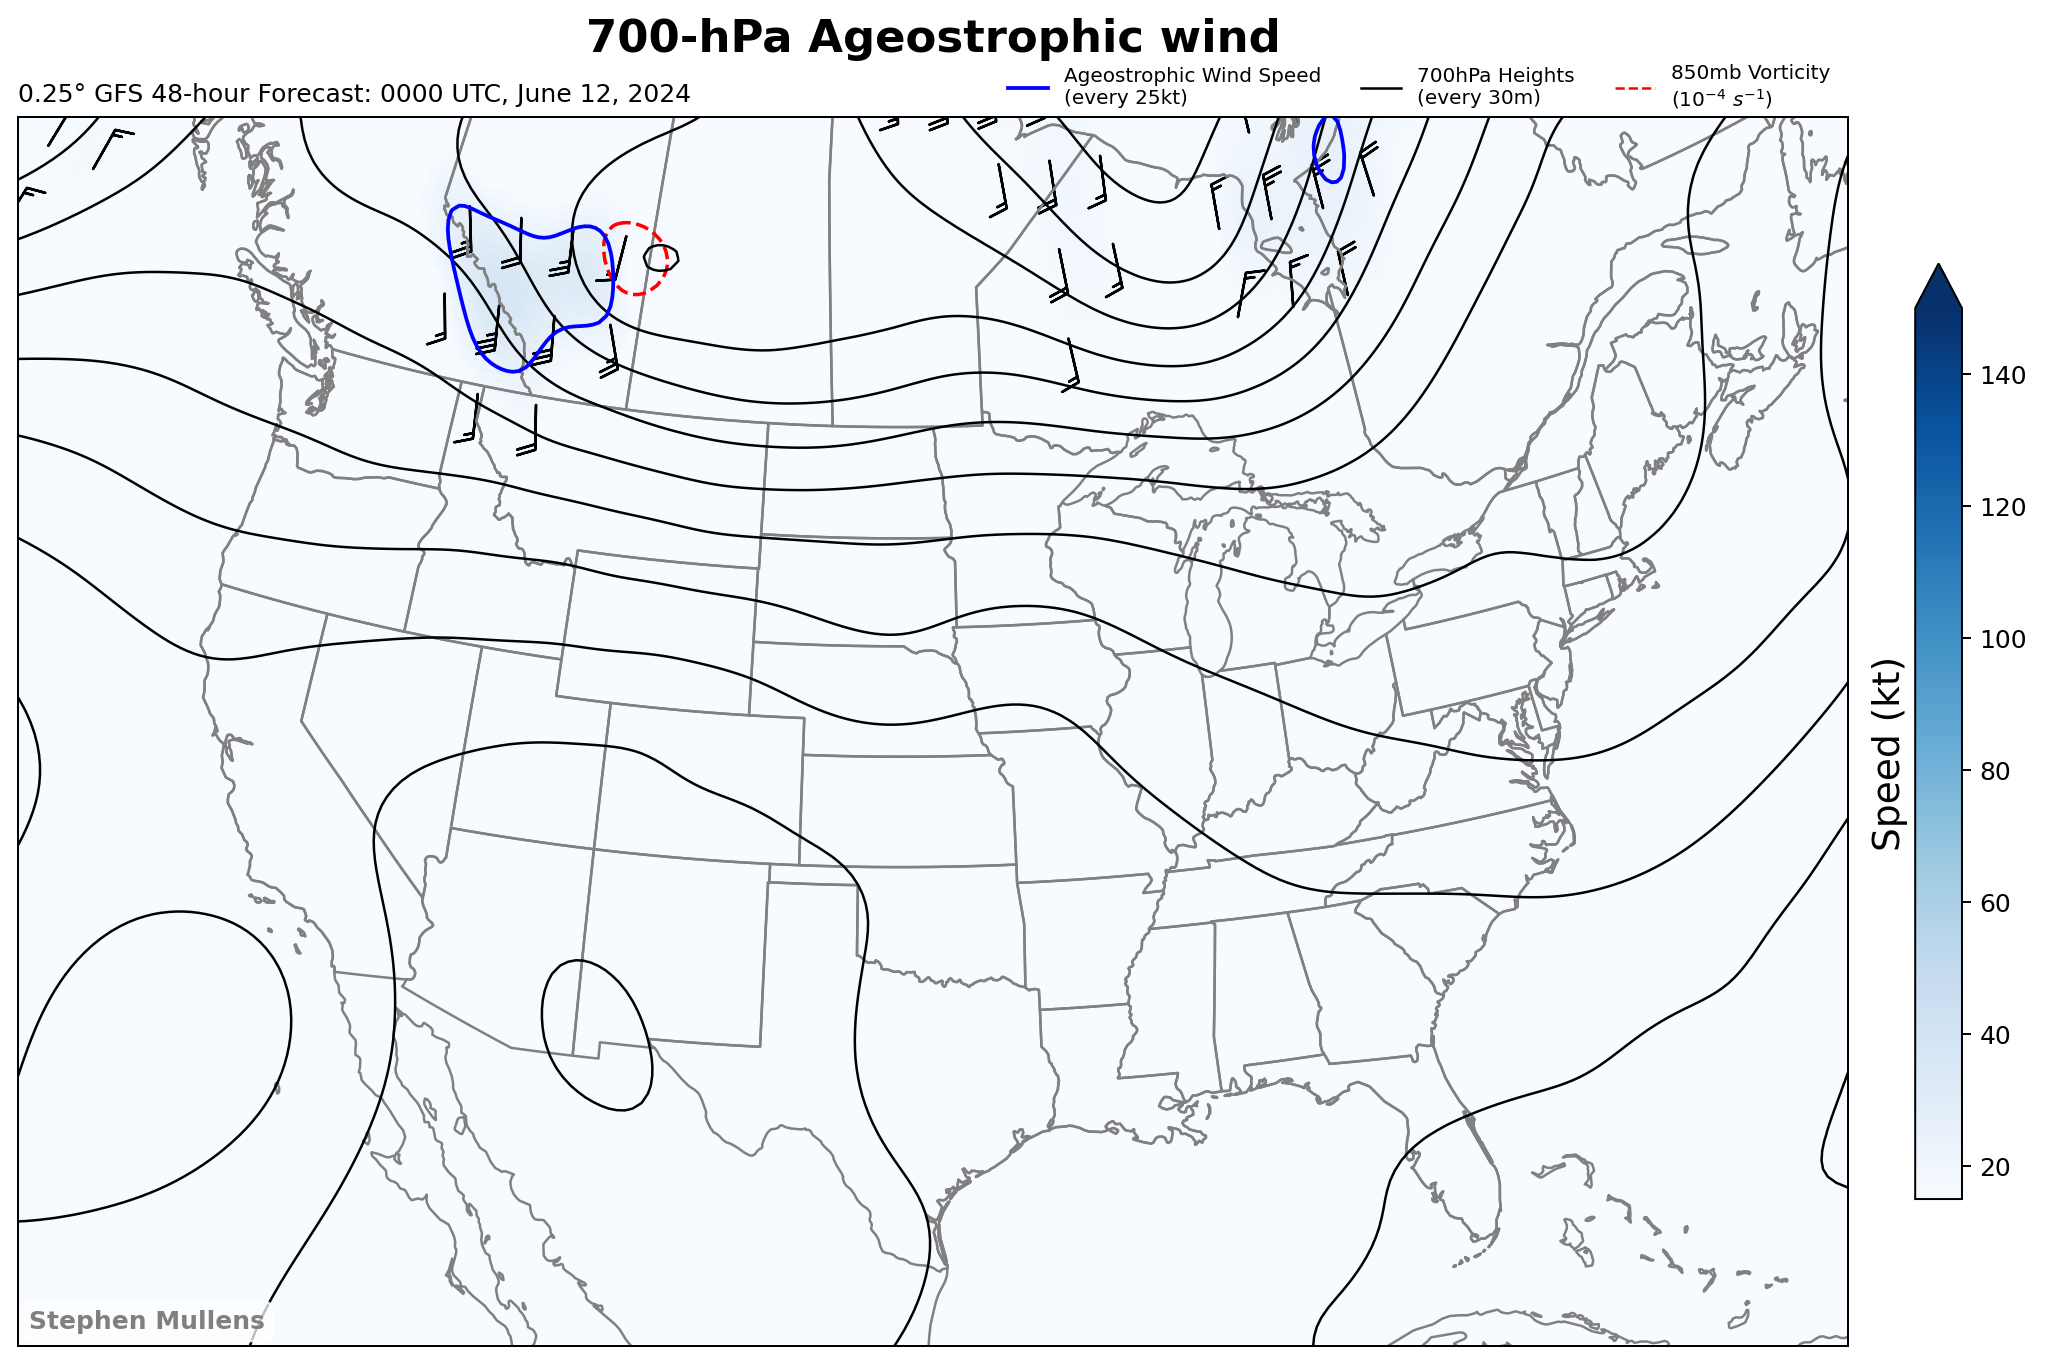 700-hPa Ageostrophic wind
0.25° GFS 48-hour Forecast: 0000 UTC, June 12, 2024
Ageostrophic Wind Speed
(every 25kt)
700hPa Heights
(every 30m)
850mb Vorticity
(10⁻⁴ s⁻¹)
140
120
100
80
60
40
20
Speed (kt)
Stephen Mullens